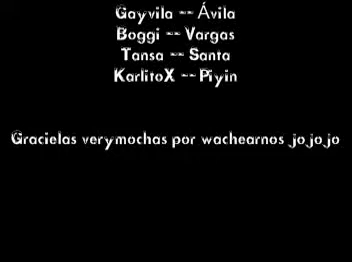 Gayvila -- Ávila
Boggi -- Vargas
Tansa -- Santa
KarlitoX -- Piyin
Gracielas verymochas por wachearnos jojojo